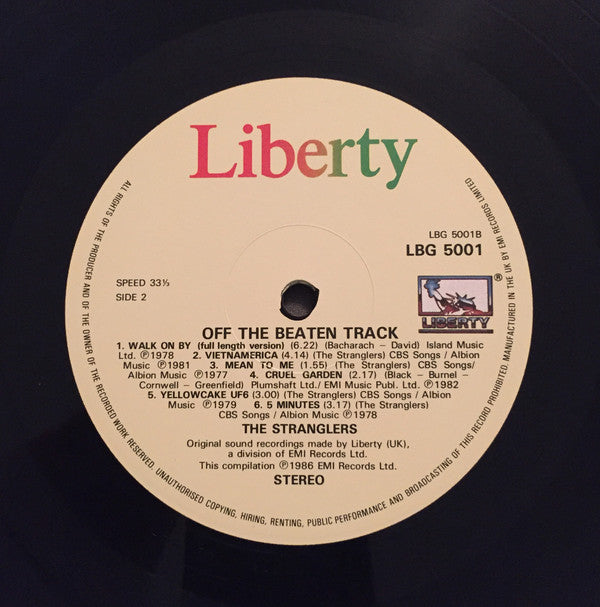 Liberty
LBG 5001B
LBG 5001
SPEED 33⅓
SIDE 2
®
LIBERTY
OFF THE BEATEN TRACK
1. WALK ON BY (full length version) (6.22) (Bacharach – David) Island Music
Ltd. ℗1978 2. VIETNAMERICA (4.14) (The Stranglers) CBS Songs / Albion
Music ℗1981 3. MEAN TO ME (1.55) (The Stranglers) CBS Songs/
Albion Music ℗1977 4. CRUEL GARDEN (2.17) (Black – Burnel –
Cornwell – Greenfield) Plumshaft Ltd./ EMI Music Publ. Ltd. ℗1982
5. YELLOWCAKE UF6 (3.00) (The Stranglers) CBS Songs / Albion
Music ℗1979 6. 5 MINUTES (3.17) (The Stranglers)
CBS Songs / Albion Music ℗1978
THE STRANGLERS
Original sound recordings made by Liberty (UK),
a division of EMI Records Ltd.
This compilation ℗1986 EMI Records Ltd.
STEREO
ALL RIGHTS OF THE PRODUCER AND OF THE OWNER OF THE RECORDED WORK RESERVED. UNAUTHORISED COPYING, HIRING, RENTING, PUBLIC PERFORMANCE AND BROADCASTING OF THIS RECORD PROHIBITED. MANUFACTURED IN THE UK BY EMI RECORDS LIMITED